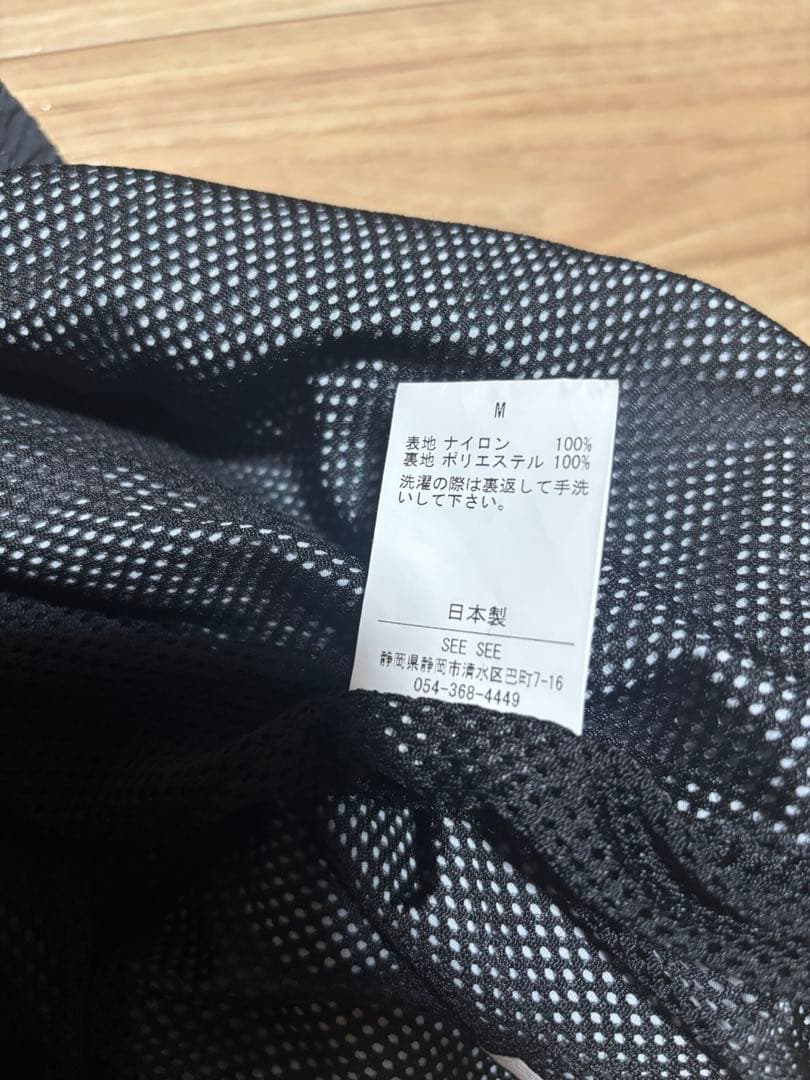 M
表地 ナイロン 100%
裏地 ポリエステル 100%
洗濯の際は裏返して手洗
いして下さい。
日本製
SEE SEE
静岡県静岡市清水区巴町7-16
054-368-4449